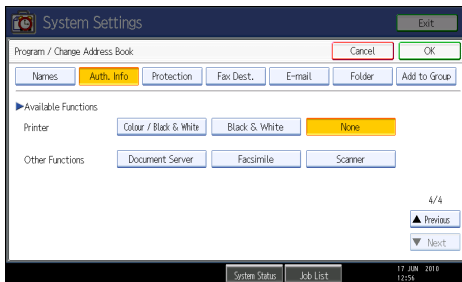 System Settings
Exit
Program / Change Address Book
Cancel
OK
Names
Auth. Info
Protection
Fax Dest.
E-mail
Folder
Add to Group
►Available Functions
Printer
Colour / Black & White
Black & White
None
Other Functions
Document Server
Facsimile
Scanner
4/4
▲ Previous
▼ Next
System Status
Job List
17 JUN 2010
12:56